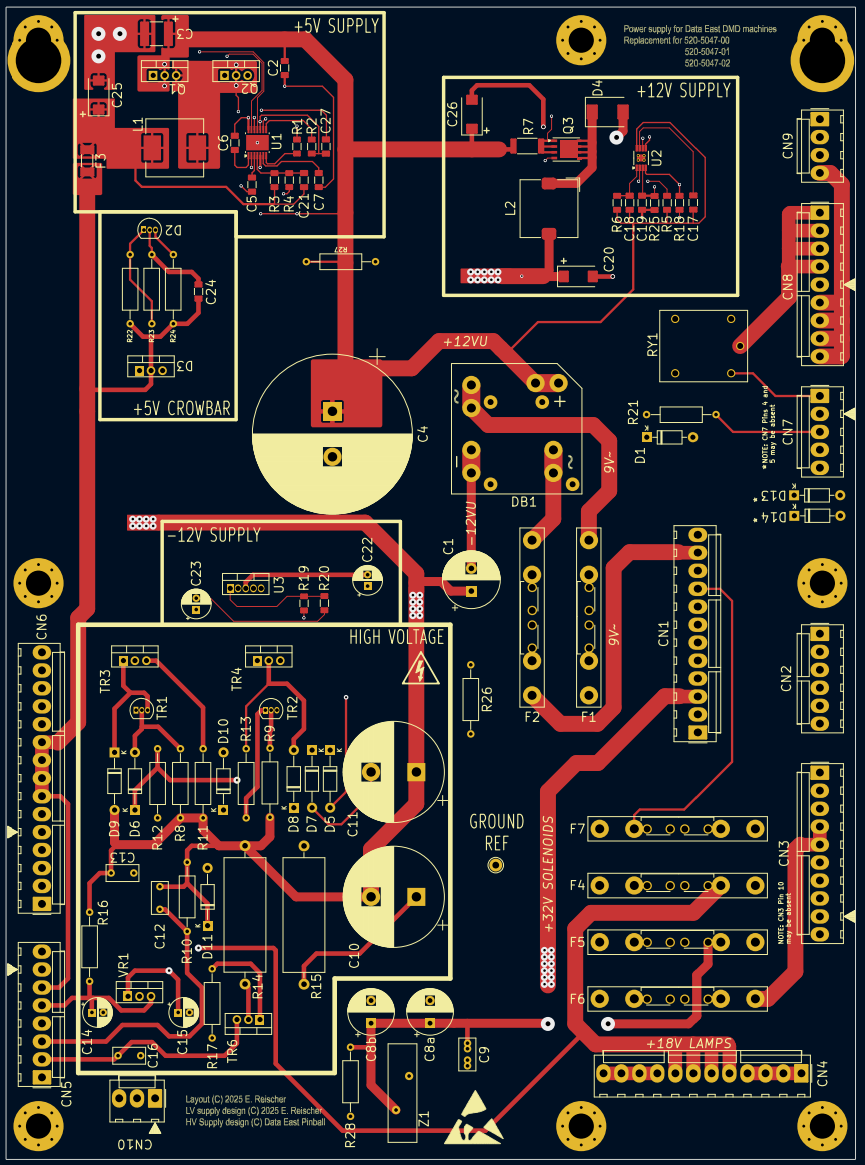 C3
+5V SUPPLY
Power supply for Data East DMD machines
Replacement for 520-5047-00
520-5047-01
520-5047-02
Q1
Q2
C2
C25
+
L1
F3
C6
U1
R1
R2
C27
C5
R3
R4
C21
C7
+12V SUPPLY
C26
+
R7
Q3
D4
U2
L2
R6
C18
C19
R25
R5
R18
C17
+
C20
CN9
CN8
D2
C24
R22
R23
R24
D3
+5V CROWBAR
R27
+12VU
+
C4
RY1
~
+
−
~
DB1
9V~
R21
D1
K
CN7
*NOTE: CN7 Pins 4 and
5 may be absent
* D13
K
* D14
K
-12V SUPPLY
-12VU
C1
+
C23
+
U3
R19
R20
C22
+
9V~
F2
F1
CN1
CN2
CN6
HIGH VOLTAGE
TR3
TR4
TR1
TR2
D10
R13
R9
K
K
K
K
D9
D6
R12
R8
R11
D8
D7
D5
C11
+
R26
GROUND
REF
+32V SOLENOIDS
F7
F4
F5
F6
CN3
NOTE: CN3 Pin 10
may be absent
C13
R16
C12
R10
D11
K
C10
+
R15
R14
VR1
C14
+
C15
+
R17
TR6
C16
CN5
CN10
C8b
+
C8a
+
C9
R28
Z1
+18V LAMPS
CN4
Layout (C) 2025 E. Reischer
LV supply design (C) 2025 E. Reischer
HV Supply design (C) Data East Pinball